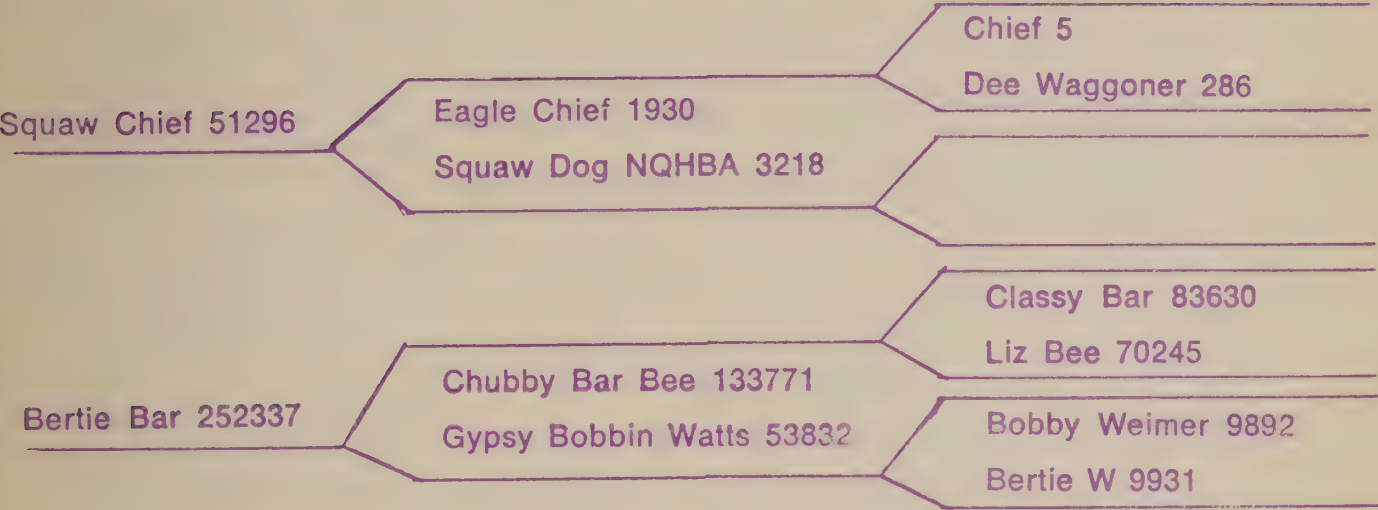 Squaw Chief 51296
Eagle Chief 1930
Squaw Dog NQHBA 3218
Chief 5
Dee Waggoner 286
Bertie Bar 252337
Chubby Bar Bee 133771
Gypsy Bobbin Watts 53832
Classy Bar 83630
Liz Bee 70245
Bobby Weimer 9892
Bertie W 9931